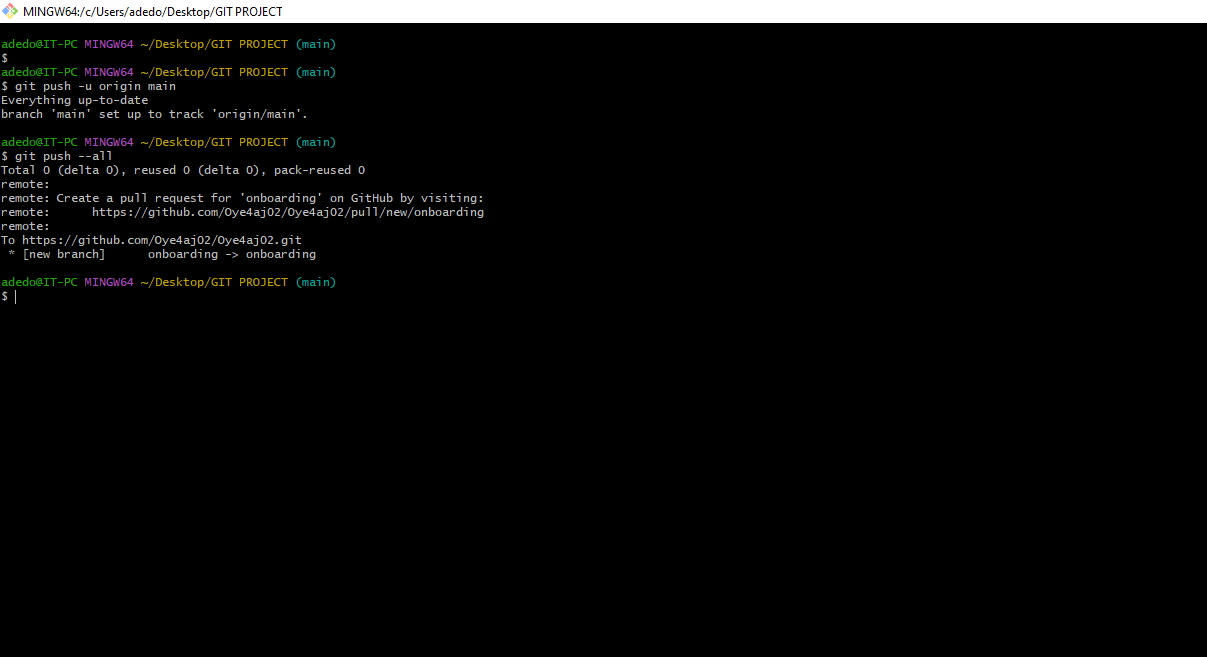 MINGW64:/c/Users/adedo/Desktop/GIT PROJECT
adedo@IT-PC MINGW64 ~/Desktop/GIT PROJECT (main)
$
adedo@IT-PC MINGW64 ~/Desktop/GIT PROJECT (main)
$ git push -u origin main
Everything up-to-date
branch 'main' set up to track 'origin/main'.
adedo@IT-PC MINGW64 ~/Desktop/GIT PROJECT (main)
$ git push --all
Total 0 (delta 0), reused 0 (delta 0), pack-reused 0
remote:
remote: Create a pull request for 'onboarding' on GitHub by visiting:
remote:      https://github.com/Oye4ajO2/Oye4ajO2/pull/new/onboarding
remote:
To https://github.com/Oye4ajO2/Oye4ajO2.git
 * [new branch]      onboarding -> onboarding
adedo@IT-PC MINGW64 ~/Desktop/GIT PROJECT (main)
$